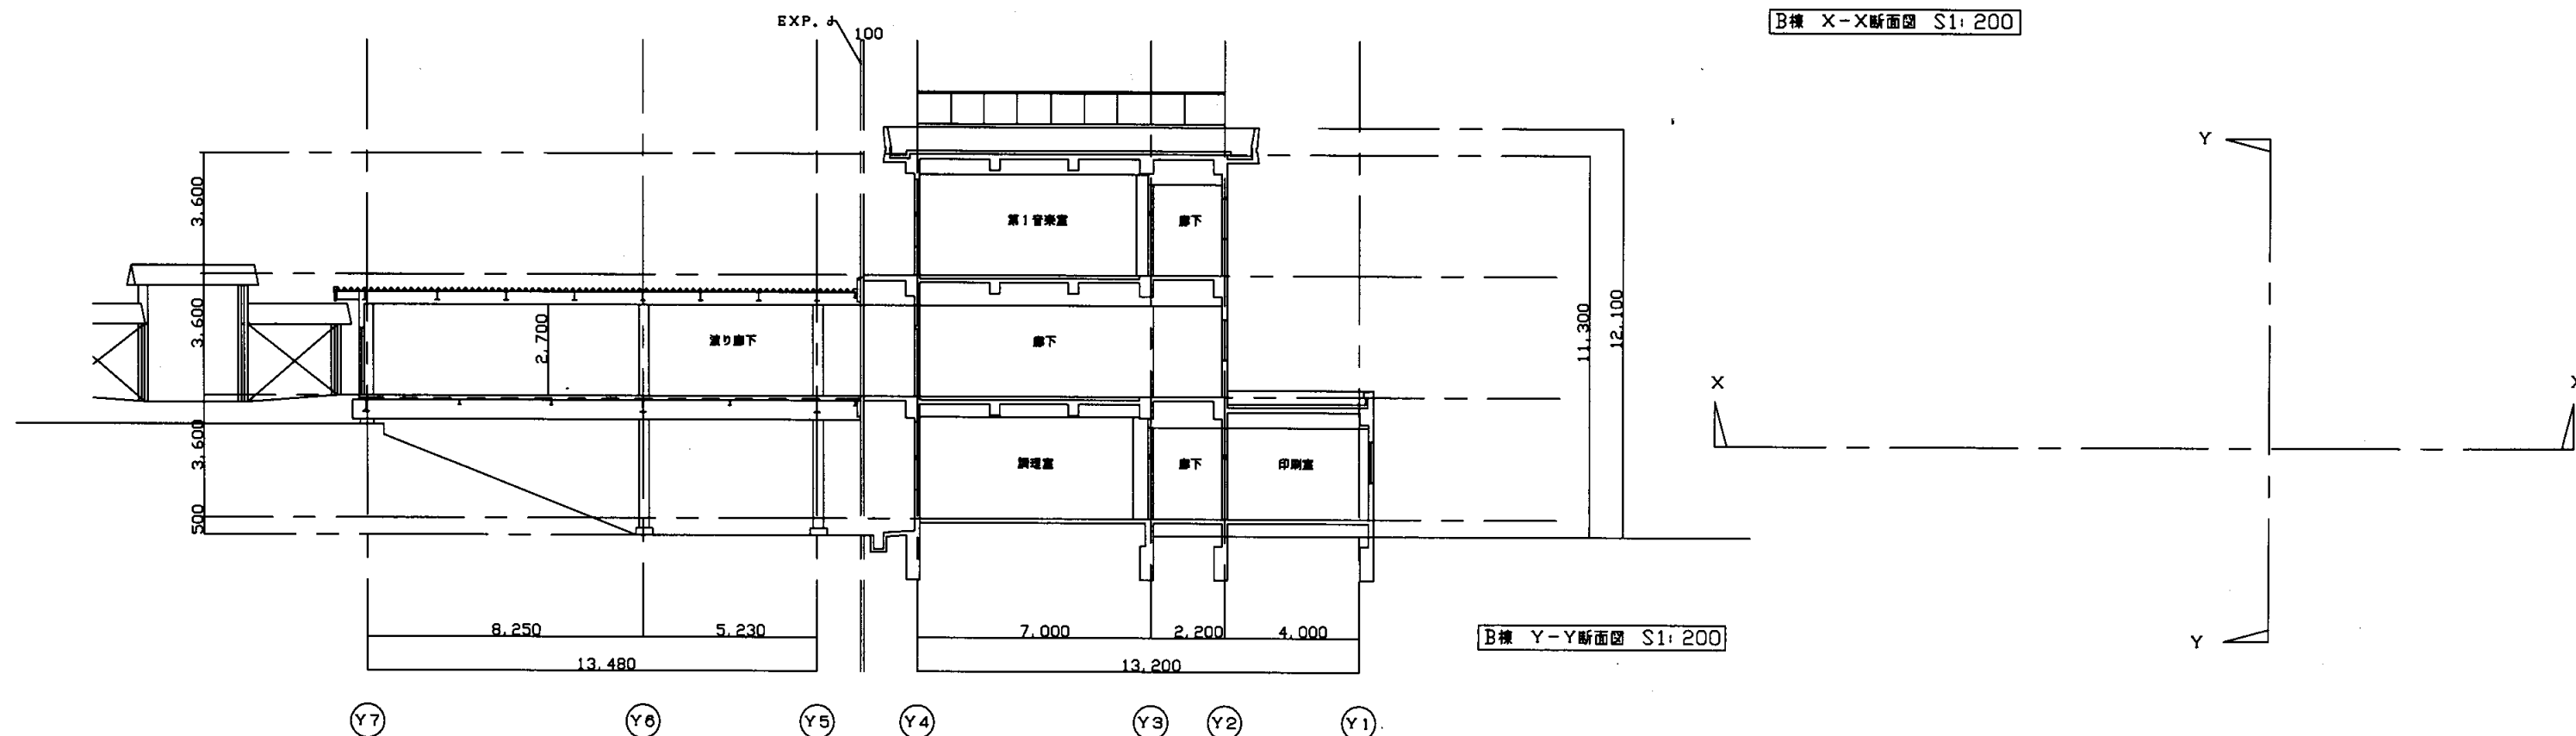 EXP. J
100
B棟 X-X断面図 S1:200
Y
3,600
第1音楽室
廊下
3,600
2,700
渡り廊下
廊下
11,300
12,100
X
X
3,600
調理室
廊下
印刷室
500
8,250
5,230
7,000
2,200
4,000
B棟 Y-Y断面図 S1:200
Y
13,480
13,200
Y7
Y6
Y5
Y4
Y3
Y2
Y1